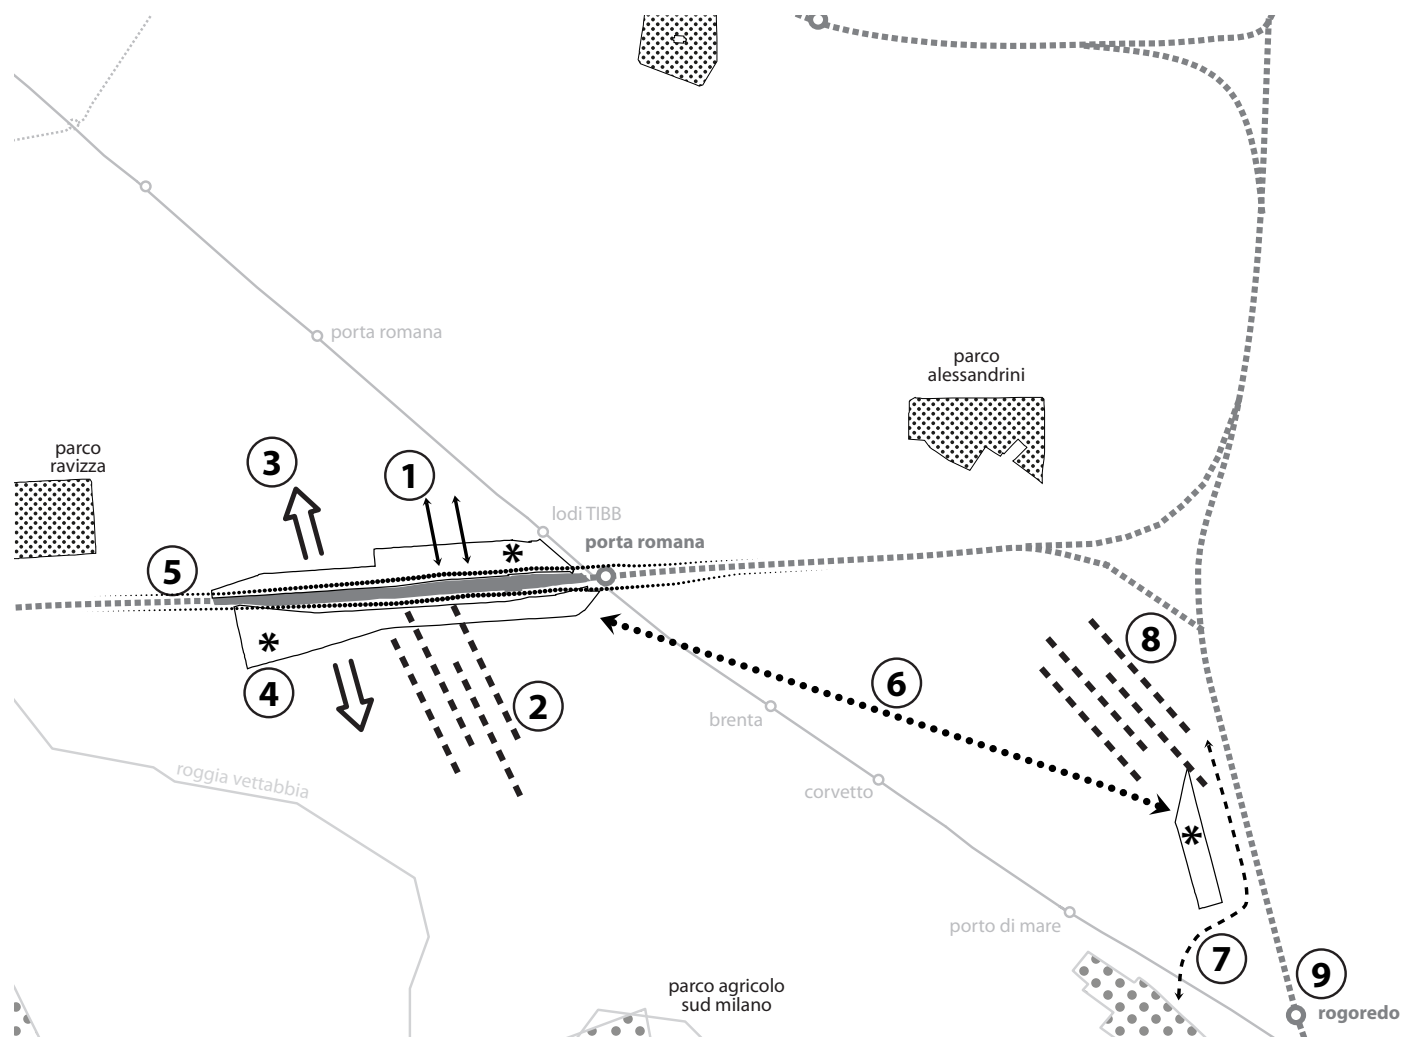 porta romana
parco
alessandrini
parco
ravizza
3
1
lodi TIBB
porta romana
5
*
*
4
2
8
6
brenta
roggia vettabbia
corvetto
*
porto di mare
7
9
parco agricolo
sud milano
rogoredo